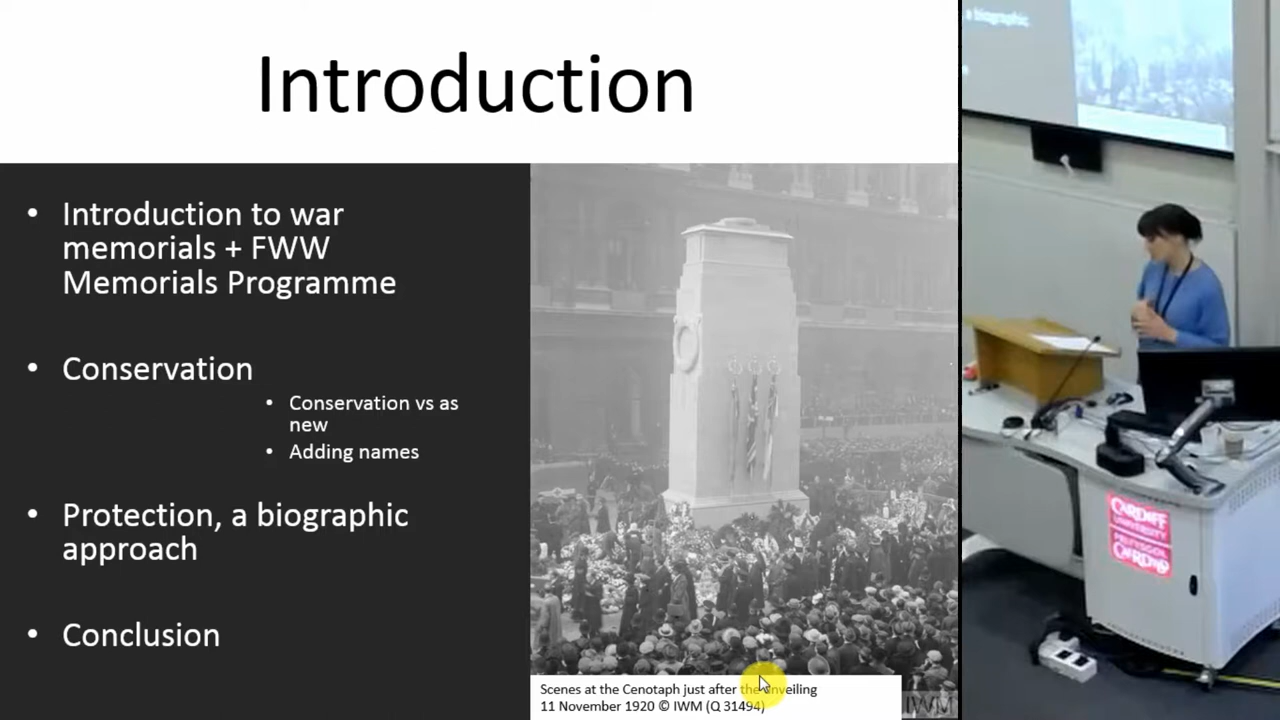 Introduction
• Introduction to war
memorials + FWW
Memorials Programme
• Conservation
• Conservation vs as
new
• Adding names
• Protection, a biographic
approach
• Conclusion
Scenes at the Cenotaph just after the unveiling
11 November 1920 © IWM (Q 31494)
IWM
a biographic
CARDIFF
UNIVERSITY
PRIFYSGOL
CAERDYDD